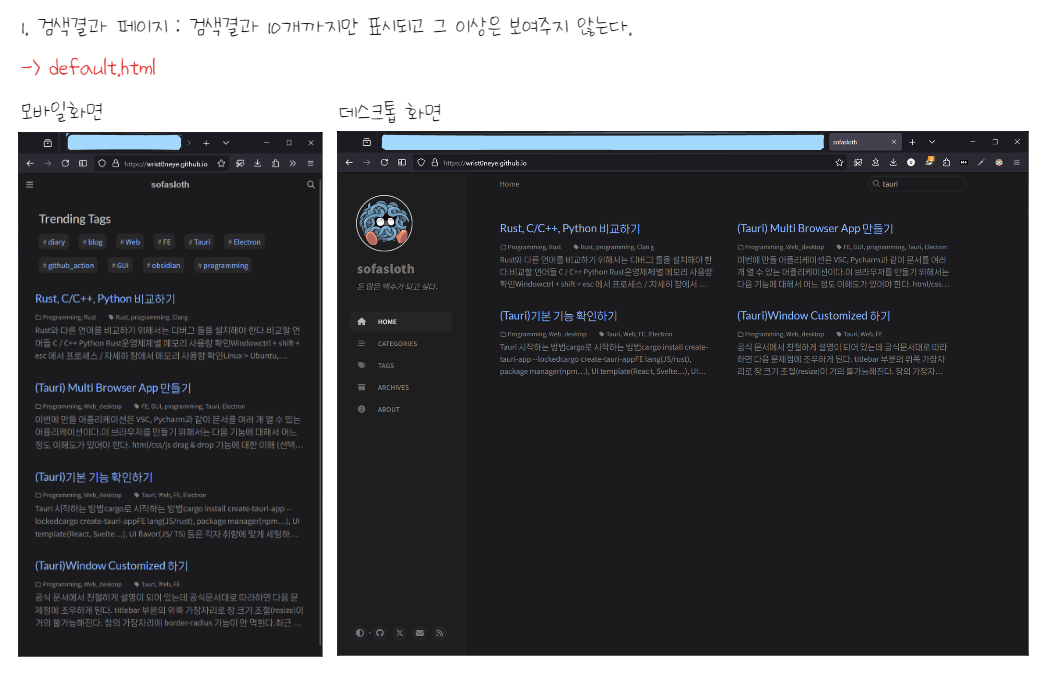 1. 검색결과 페이지 : 검색결과 10개까지만 표시되고 그 이상은 보여주지 않는다.
-> default.html
모바일화면
데스크톱 화면
https://wrist0neye.github.io
sofasloth
Trending Tags
# diary # blog # Web # FE # Tauri # Electron
# github_action # GUI # obsidian # programming
Rust, C/C++, Python 비교하기
Programming, Rust Rust, programming, Clang
Rust와 다른 언어를 비교하기 위해서는 디버그 툴을 설치해야 한다.비교할 언
어들 C / C++ Python Rust운영체제별 메모리 사용량 확인Windowctrl + shift +
esc 에서 프로세스 / 자세히 창에서 메모리 사용량 확인Linux > Ubuntu,...
(Tauri) Multi Browser App 만들기
Programming, Web_desktop FE, GUI, programming, Tauri, Electron
이번에 만들 어플리케이션은 VSC, Pycharm과 같이 문서를 여러 개 열 수 있는
어플리케이션이다.이 브라우저를 만들기 위해서는 다음 기능에 대해서 어느
정도 이해도가 있어야 한다. html/css/js drag & drop 기능에 대한 이해 (선택...
(Tauri)기본 기능 확인하기
Programming, Web_desktop Tauri, Web, FE, Electron
Tauri 시작하는 방법cargo로 시작하는 방법cargo install create-tauri-app --
lockedcargo create-tauri-appFE lang(JS/rust), package manager(npm...), UI
template(React, Svelte...), UI flavor(JS/ TS) 등은 각자 취향에 맞게 세팅하...
(Tauri)Window Customized 하기
Programming, Web_desktop Tauri, Web, FE
공식 문서에서 친절하게 설명이 되어 있는데 공식문서대로 따라하면 다음 문
제점에 조우하게 된다. titlebar 부분의 위쪽 가장자리로 창 크기 조절(resize)이
거의 불가능해진다. 창의 가장자리에 border-radius 기능이 안 먹힌다.최근 ...
sofasloth
https://wrist0neye.github.io
sofasloth
돈 많은 백수가 되고 싶다.
HOME
CATEGORIES
TAGS
ARCHIVES
ABOUT
Home
tauri
Rust, C/C++, Python 비교하기
Programming, Rust Rust, programming, Clan g
Rust와 다른 언어를 비교하기 위해서는 디버그 툴을 설치해야 한
다.비교할 언어들 C / C++ Python Rust운영체제별 메모리 사용량
확인Windowctrl + shift + esc 에서 프로세스 / 자세히 창에서 ...
(Tauri) Multi Browser App 만들기
Programming, Web_desktop FE, GUI, programming, Tauri, Electron
이번에 만들 어플리케이션은 VSC, Pycharm과 같이 문서를 여러
개 열 수 있는 어플리케이션이다.이 브라우저를 만들기 위해서는
다음 기능에 대해서 어느 정도 이해도가 있어야 한다. html/css...
(Tauri)기본 기능 확인하기
Programming, Web_desktop Tauri, Web, FE, Electron
Tauri 시작하는 방법cargo로 시작하는 방법cargo install create-
tauri-app --lockedcargo create-tauri-appFE lang(JS/rust),
package manager(npm...), UI template(React, Svelte...), UI...
(Tauri)Window Customized 하기
Programming, Web_desktop Tauri, Web, FE
공식 문서에서 친절하게 설명이 되어 있는데 공식문서대로 따라
하면 다음 문제점에 조우하게 된다. titlebar 부분의 위쪽 가장자
리로 창 크기 조절(resize)이 거의 불가능해진다. 창의 가장자...